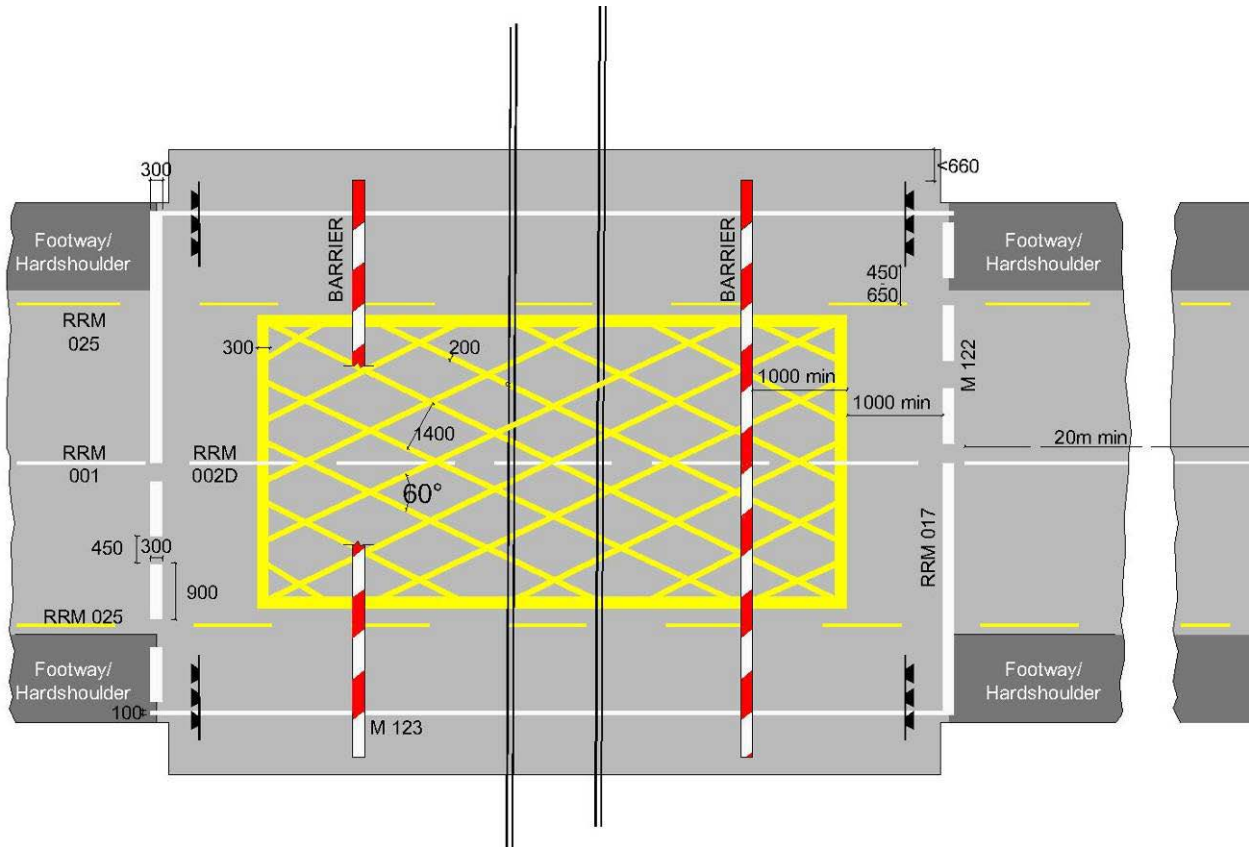 300
<660
Footway/
Hardshoulder
BARRIER
BARRIER
Footway/
Hardshoulder
450
650
RRM
025
300
200
M 122
1000 min
1000 min
1400
20m min
RRM
001
RRM
002D
60°
450
300
RRM 017
900
RRM 025
Footway/
Hardshoulder
Footway/
Hardshoulder
100
M 123